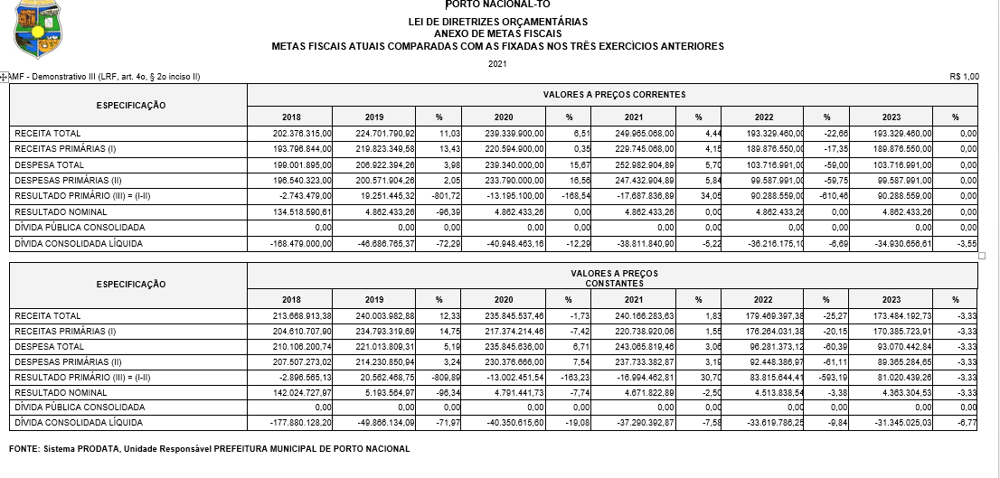 PORTO NACIONAL-TO
LEI DE DIRETRIZES ORÇAMENTÁRIAS
ANEXO DE METAS FISCAIS
METAS FISCAIS ATUAIS COMPARADAS COM AS FIXADAS NOS TRÊS EXERCÍCIOS ANTERIORES
2021
AMF - Demonstrativo III (LRF, art. 4o, § 2o inciso II) R$ 1,00
ESPECIFICAÇÃO VALORES A PREÇOS CORRENTES
2018 2019 % 2020 % 2021 % 2022 % 2023 %
RECEITA TOTAL 202.376.315,00 224.701.790,92 11,03 239.339.900,00 6,51 249.965.068,00 4,44 193.329.460,00 -22,66 193.329.460,00 0,00
RECEITAS PRIMÁRIAS (I) 193.796.844,00 219.823.349,58 13,43 220.594.900,00 0,35 229.745.068,00 4,15 189.876.550,00 -17,35 189.876.550,00 0,00
DESPESA TOTAL 199.001.895,00 206.922.394,26 3,98 239.340.000,00 15,67 252.982.904,89 5,70 103.716.991,00 -59,00 103.716.991,00 0,00
DESPESAS PRIMÁRIAS (II) 196.540.323,00 200.571.904,26 2,05 233.790.000,00 16,56 247.432.904,89 5,84 99.587.991,00 -59,75 99.587.991,00 0,00
RESULTADO PRIMÁRIO (III) = (I-II) -2.743.479,00 19.251.445,32 -801,72 -13.195.100,00 -168,54 -17.687.836,89 34,05 90.288.559,00 -610,46 90.288.559,00 0,00
RESULTADO NOMINAL 134.518.590,61 4.862.433,26 -96,39 4.862.433,26 0,00 4.862.433,26 0,00 4.862.433,26 0,00 4.862.433,26 0,00
DÍVIDA PÚBLICA CONSOLIDADA 0,00 0,00 0,00 0,00 0,00 0,00 0,00 0,00 0,00 0,00 0,00
DÍVIDA CONSOLIDADA LÍQUIDA -168.479.000,00 -46.686.765,37 -72,29 -40.948.463,16 -12,29 -38.811.840,90 -5,22 -36.216.175,10 -6,69 -34.930.656,61 -3,55
ESPECIFICAÇÃO VALORES A PREÇOS
CONSTANTES
2018 2019 % 2020 % 2021 % 2022 % 2023 %
RECEITA TOTAL 213.668.913,38 240.003.982,88 12,33 235.845.537,46 -1,73 240.166.283,63 1,83 179.469.397,38 -25,27 173.484.192,73 -3,33
RECEITAS PRIMÁRIAS (I) 204.610.707,90 234.793.319,69 14,75 217.374.214,46 -7,42 220.738.920,06 1,55 176.264.031,38 -20,15 170.385.723,91 -3,33
DESPESA TOTAL 210.106.200,74 221.013.809,31 5,19 235.845.636,00 6,71 243.065.819,46 3,06 96.281.373,12 -60,39 93.070.442,84 -3,33
DESPESAS PRIMÁRIAS (II) 207.507.273,02 214.230.850,94 3,24 230.376.666,00 7,54 237.733.382,87 3,19 92.448.386,97 -61,11 89.365.284,65 -3,33
RESULTADO PRIMÁRIO (III) = (I-II) -2.896.565,13 20.562.468,75 -809,89 -13.002.451,54 -163,23 -16.994.462,81 30,70 83.815.644,41 -593,19 81.020.439,26 -3,33
RESULTADO NOMINAL 142.024.727,97 5.193.564,97 -96,34 4.791.441,73 -7,74 4.671.822,89 -2,50 4.513.838,54 -3,38 4.363.304,53 -3,33
DÍVIDA PÚBLICA CONSOLIDADA 0,00 0,00 0,00 0,00 0,00 0,00 0,00 0,00 0,00 0,00 0,00
DÍVIDA CONSOLIDADA LÍQUIDA -177.880.128,20 -49.866.134,09 -71,97 -40.350.615,60 -19,08 -37.290.392,87 -7,58 -33.619.786,25 -9,84 -31.345.025,03 -6,77
FONTE: Sistema PRODATA, Unidade Responsável PREFEITURA MUNICIPAL DE PORTO NACIONAL